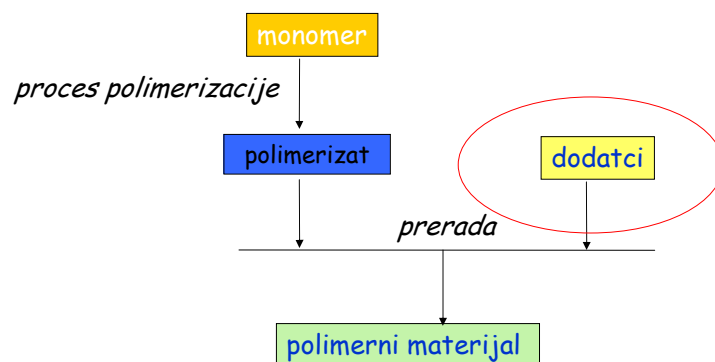 monomer
proces polimerizacije
polimerizat
dodatci
prerada
polimerni materijal